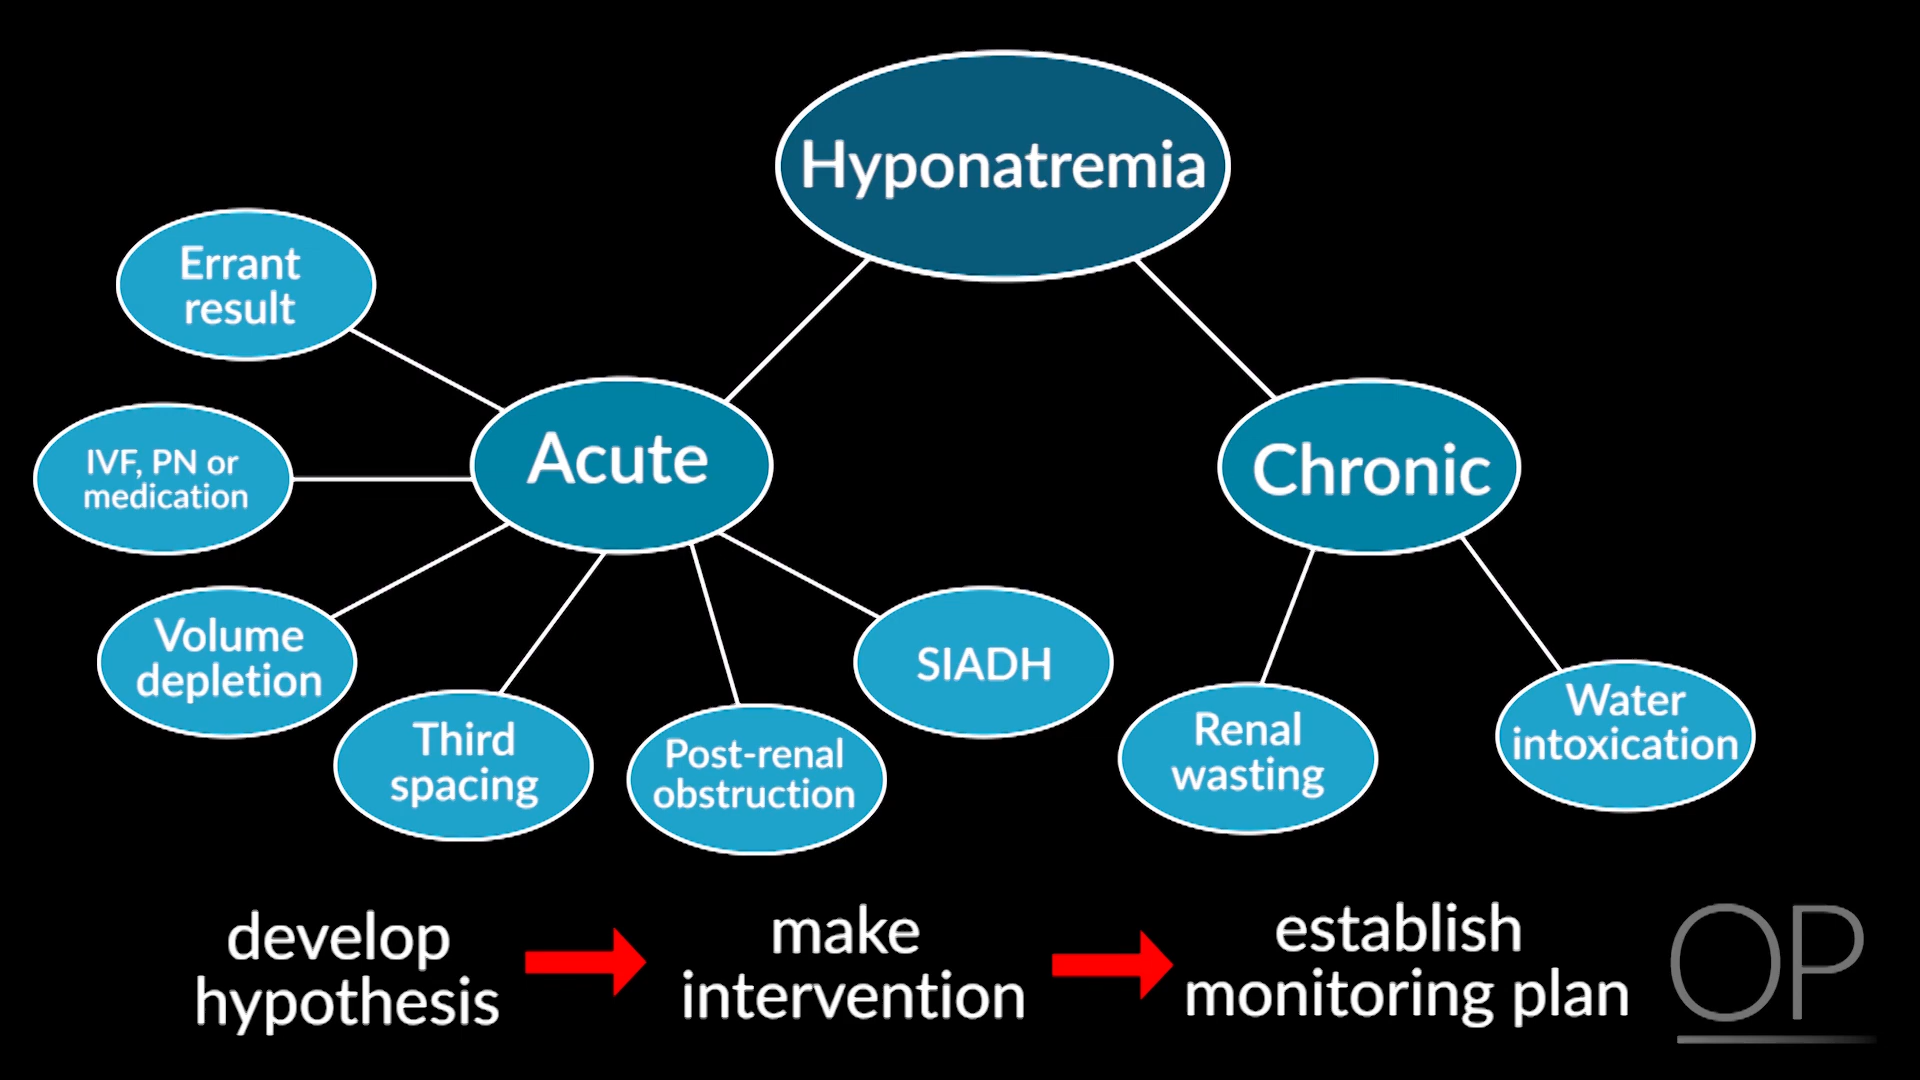 Hyponatremia
Errant
result
IVF, PN or
medication
Acute
Chronic
Volume
depletion
Third
spacing
Post-renal
obstruction
SIADH
Renal
wasting
Water
intoxication
develop
hypothesis
make
intervention
establish
monitoring plan
OP